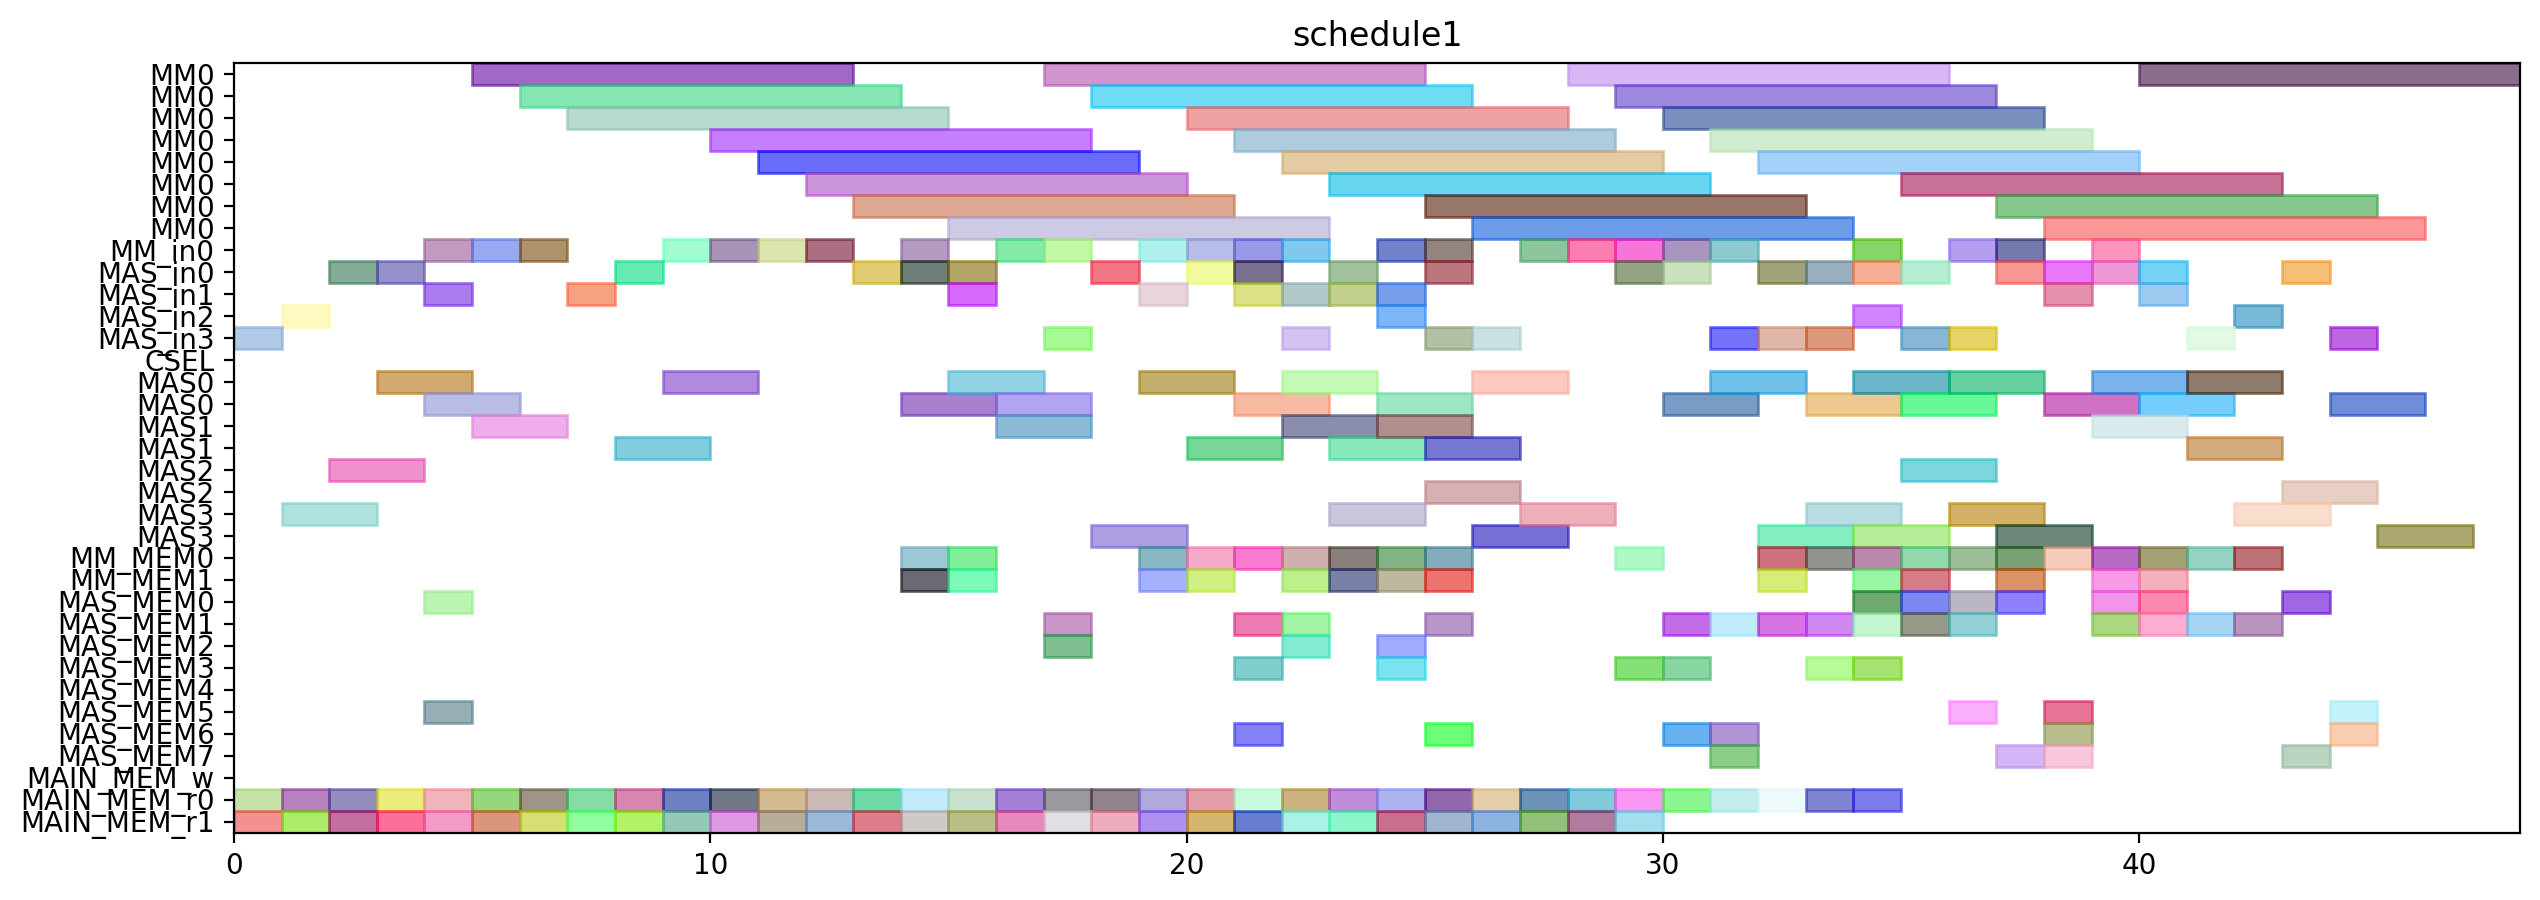 schedule1
MM0
MM0
MM0
MM0
MM0
MM0
MM0
MM0
MM_in0
MAS_in0
MAS_in1
MAS_in2
MAS_in3
CSEL
MAS0
MAS0
MAS1
MAS1
MAS2
MAS2
MAS3
MAS3
MM_MEM0
MM_MEM1
MAS_MEM0
MAS_MEM1
MAS_MEM2
MAS_MEM3
MAS_MEM4
MAS_MEM5
MAS_MEM6
MAS_MEM7
MAIN_MEM_w
MAIN_MEM_r0
MAIN_MEM_r1
0 10 20 30 40